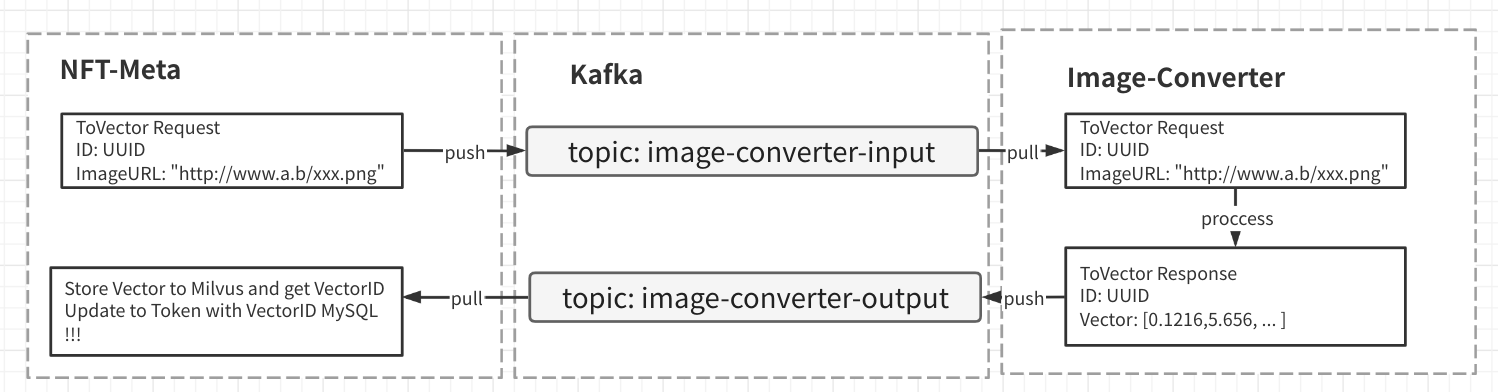 NFT-Meta
ToVector Request
ID: UUID
ImageURL: "http://www.a.b/xxx.png"
push
Store Vector to Milvus and get VectorID
Update to Token with VectorID MySQL
!!!
pull
Kafka
topic: image-converter-input
topic: image-converter-output
pull
push
Image-Converter
ToVector Request
ID: UUID
ImageURL: "http://www.a.b/xxx.png"
proccess
ToVector Response
ID: UUID
Vector: [0.1216,5.656, ... ]